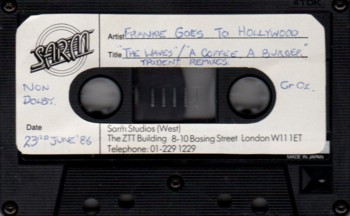 TDK
SARM
Artist FRANKIE GOES TO HOLLYWOOD
Title "THE WAVES" / "A COFFEE, A BURGER"
TRIDENT REMIXES.
NON
DOLBY.
CrO2.
Date
23RD JUNE '86
Sarm Studios (West)
The ZTT Building 8-10 Basing Street London W11 1ET
Telephone: 01-229 1229
MADE IN JAPAN